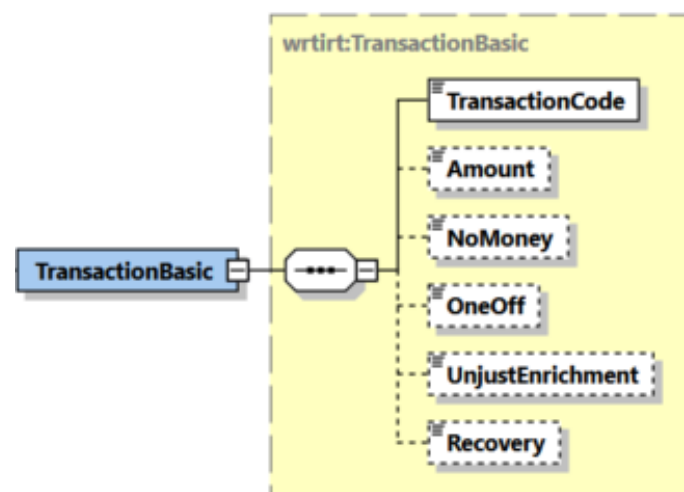 wrtirt:TransactionBasic
TransactionCode
Amount
NoMoney
TransactionBasic
OneOff
UnjustEnrichment
Recovery